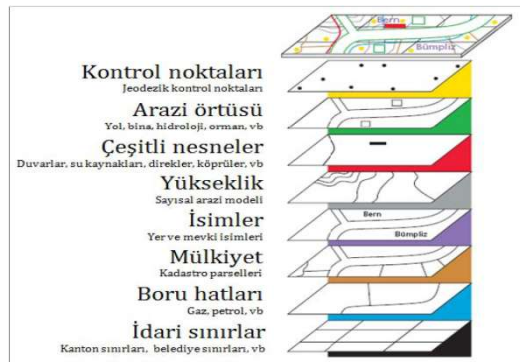 Bern
Bümpliz
Kontrol noktaları
Jeodezik kontrol noktaları
Arazi örtüsü
Yol, bina, hidroloji, orman, vb
Çeşitli nesneler
Duvarlar, su kaynakları, direkler, köprüler, vb
Yükseklik
Sayısal arazi modeli
İsimler
Yer ve mevki isimleri
Bern
Bümpliz
Mülkiyet
Kadastro parselleri
Boru hatları
Gaz, petrol, vb
İdari sınırlar
Kanton sınırları, belediye sınırları, vb